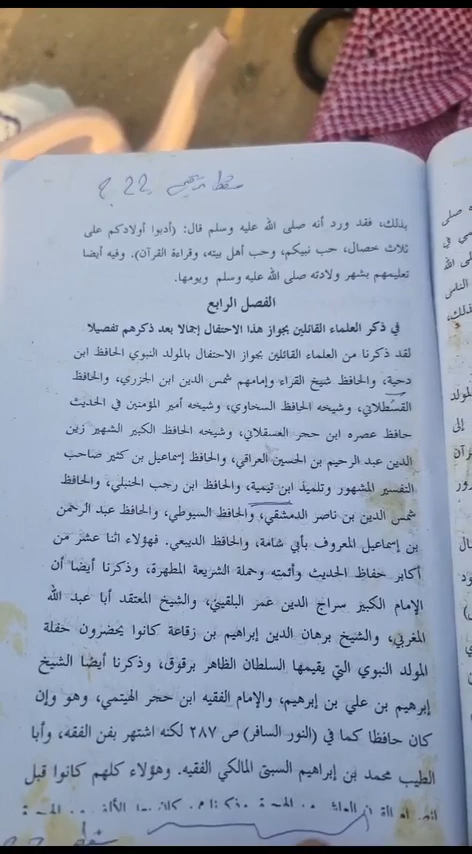 بذلك، فقد ورد أنه صلى الله عليه وسلم قال: (أدبوا أولادكم على
ثلاث خصال، حب نبيكم، وحب أهل بيته، وقراءة القرآن). وفيه أيضا
تعليمهم بشهر ولادته صلى الله عليه وسلم ويومها.
الفصل الرابع
في ذكر العلماء القائلين بجواز هذا الاحتفال إجمالا بعد ذكرهم تفصيلا
لقد ذكرنا من العلماء القائلين بجواز الاحتفال بالمولد النبوي الحافظ ابن
دحية، والحافظ شيخ القراء وإمامهم شمس الدين ابن الجزري، والحافظ
القسطلاني، وشيخه الحافظ السخاوي، وشيخه أمير المؤمنين في الحديث
حافظ عصره ابن حجر العسقلاني، وشيخه الحافظ الكبير الشهير زين
الدين عبد الرحيم بن الحسين العراقي، والحافظ إسماعيل بن كثير صاحب
التفسير المشهور وتلميذ ابن تيمية، والحافظ ابن رجب الحنبلي، والحافظ
شمس الدين بن ناصر الدمشقي، والحافظ السيوطي، والحافظ عبد الرحمن
بن إسماعيل المعروف بأبي شامة، والحافظ الديبعي. فهؤلاء اثنا عشر من
أكابر حفاظ الحديث وأئمته وحملة الشريعة المطهرة، وذكرنا أيضا أن
الإمام الكبير سراج الدين عمر البلقيني، والشيخ المعتقد أبا عبد الله
المغربي، والشيخ برهان الدين إبراهيم بن زقاعة كانوا يحضرون حفلة
المولد النبوي التي يقيمها السلطان الظاهر برقوق، وذكرنا أيضا الشيخ
إبرهيم بن علي بن إبرهيم، والإمام الفقيه ابن حجر الهيتمي، وهو وإن
كان حافظا كما في (النور السافر) ص ٢٨٧ لكنه اشتهر بفن الفقه، وأبا
الطيب محمد بن إبراهيم السبتي المالكي الفقيه. وهؤلاء كلهم كانوا قبل